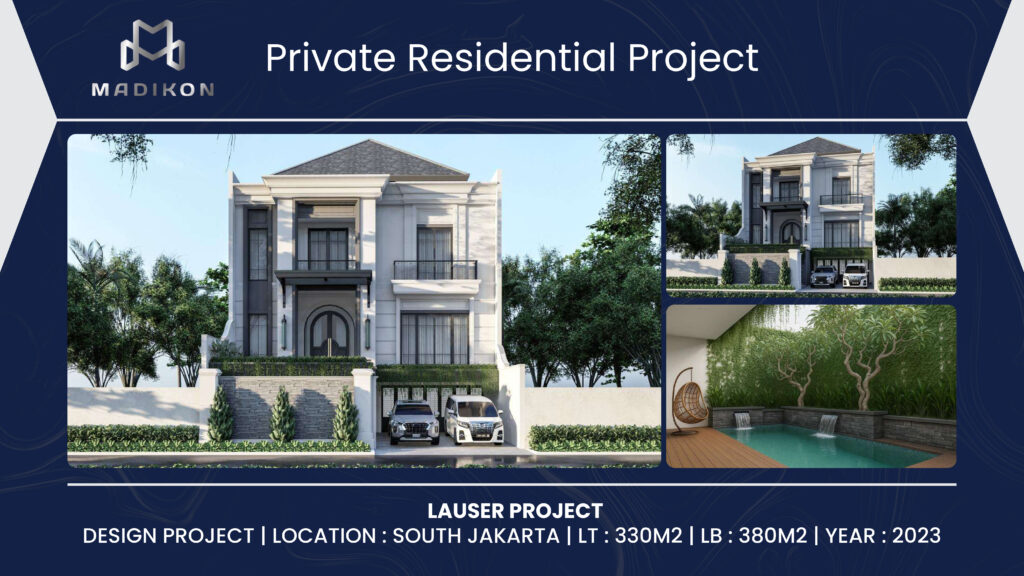 MADIKON
Private Residential Project
LAUSER PROJECT
DESIGN PROJECT | LOCATION : SOUTH JAKARTA | LT : 330M2 | LB : 380M2 | YEAR : 2023